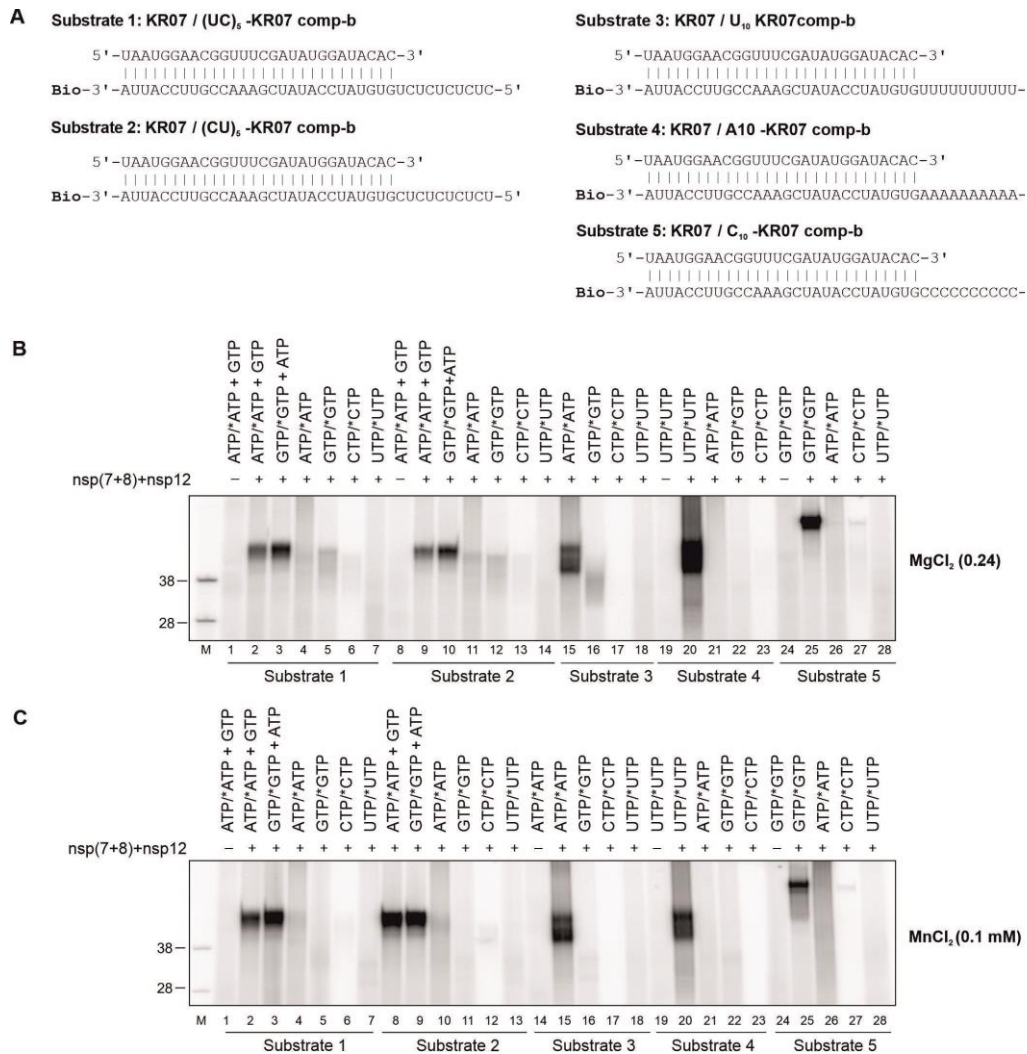 A
Substrate 1: KR07 / (UC)₅ -KR07 comp-b
5'-UAAUGGAACGGUUUCGAUAUGGAUACAC-3'
Bio-3'-AUUACCUUGCCAAAGCUAUACCUAUGUGUCUCUCUCUC-5'
Substrate 2: KR07 / (CU)₅ -KR07 comp-b
5'-UAAUGGAACGGUUUCGAUAUGGAUACAC-3'
Bio-3'-AUUACCUUGCCAAAGCUAUACCUAUGUGCUCUCUCUCU-5'
Substrate 3: KR07 / U₁₀ KR07comp-b
5'-UAAUGGAACGGUUUCGAUAUGGAUACAC-3'
Bio-3'-AUUACCUUGCCAAAGCUAUACCUAUGUGUUUUUUUUUU-
Substrate 4: KR07 / A10 -KR07 comp-b
5'-UAAUGGAACGGUUUCGAUAUGGAUACAC-3'
Bio-3'-AUUACCUUGCCAAAGCUAUACCUAUGUGAAAAAAAAAA-
Substrate 5: KR07 / C₁₀ -KR07 comp-b
5'-UAAUGGAACGGUUUCGAUAUGGAUACAC-3'
Bio-3'-AUUACCUUGCCAAAGCUAUACCUAUGUGCCCCCCCCCC-
B
ATP/*ATP + GTP
ATP/*ATP + GTP
GTP/*GTP + ATP
ATP/*ATP
GTP/*GTP
CTP/*CTP
UTP/*UTP
ATP/*ATP + GTP
ATP/*ATP + GTP
GTP/*GTP+ATP
ATP/*ATP
GTP/*GTP
CTP/*CTP
UTP/*UTP
ATP/*ATP
GTP/*GTP
CTP/*CTP
UTP/*UTP
UTP/*UTP
UTP/*UTP
ATP/*ATP
GTP/*GTP
CTP/*CTP
GTP/*GTP
GTP/*GTP
ATP/*ATP
CTP/*CTP
UTP/*UTP
nsp(7+8)+nsp12 – + + + + + + – + + + + + + + + + + – + + + + – + + + +
38
28
MgCl₂ (0.24)
M 1 2 3 4 5 6 7 8 9 10 11 12 13 14 15 16 17 18 19 20 21 22 23 24 25 26 27 28
Substrate 1 Substrate 2 Substrate 3 Substrate 4 Substrate 5
C
ATP/*ATP + GTP
ATP/*ATP + GTP
GTP/*GTP + ATP
ATP/*ATP
GTP/*GTP
CTP/*CTP
UTP/*UTP
ATP/*ATP + GTP
GTP/*GTP + ATP
ATP/*ATP
GTP/*GTP
CTP/*CTP
UTP/*UTP
ATP/*ATP
ATP/*ATP
GTP/*GTP
CTP/*CTP
UTP/*UTP
UTP/*UTP
UTP/*UTP
ATP/*ATP
GTP/*GTP
CTP/*CTP
GTP/*GTP
GTP/*GTP
ATP/*ATP
CTP/*CTP
UTP/*UTP
nsp(7+8)+nsp12 – + + + + + + + + + + + + – + + + + – + + + + – + + + +
38
28
MnCl₂ (0.1 mM)
M 1 2 3 4 5 6 7 8 9 10 11 12 13 14 15 16 17 18 19 20 21 22 23 24 25 26 27 28
Substrate 1 Substrate 2 Substrate 3 Substrate 4 Substrate 5